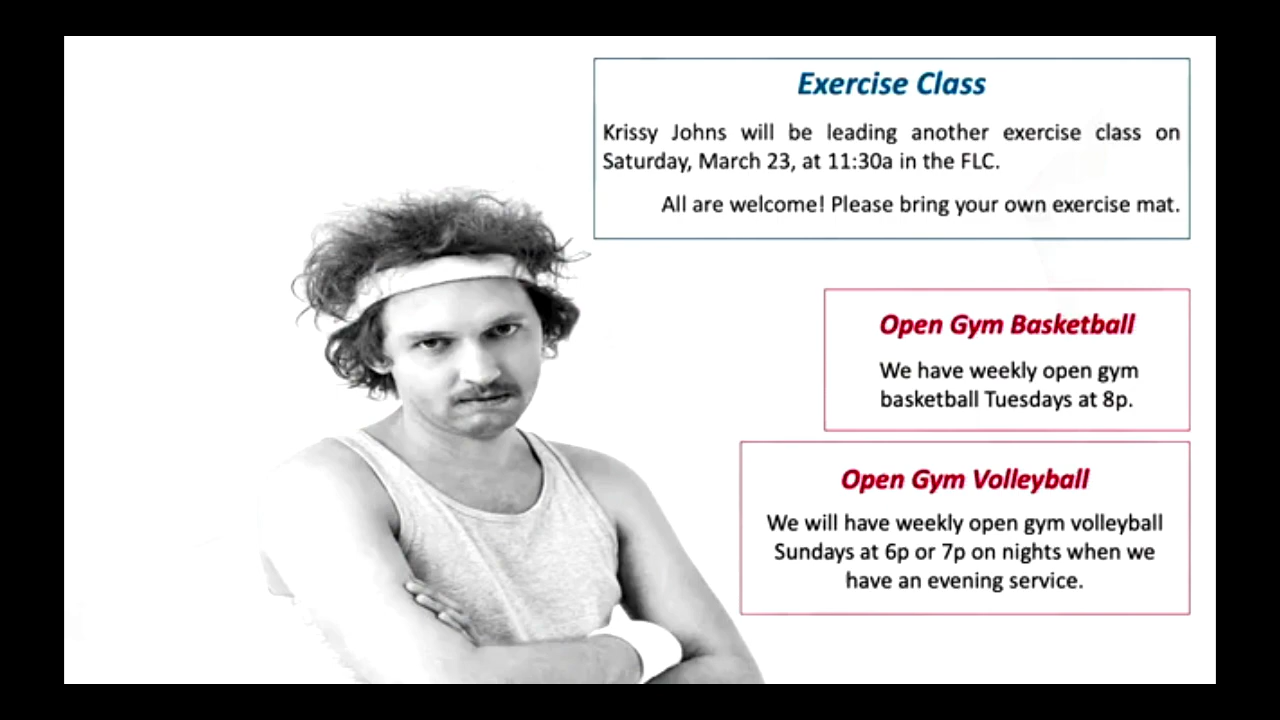 Exercise Class
Krissy Johns will be leading another exercise class on
Saturday, March 23, at 11:30a in the FLC.
All are welcome! Please bring your own exercise mat.
Open Gym Basketball
We have weekly open gym
basketball Tuesdays at 8p.
Open Gym Volleyball
We will have weekly open gym volleyball
Sundays at 6p or 7p on nights when we
have an evening service.